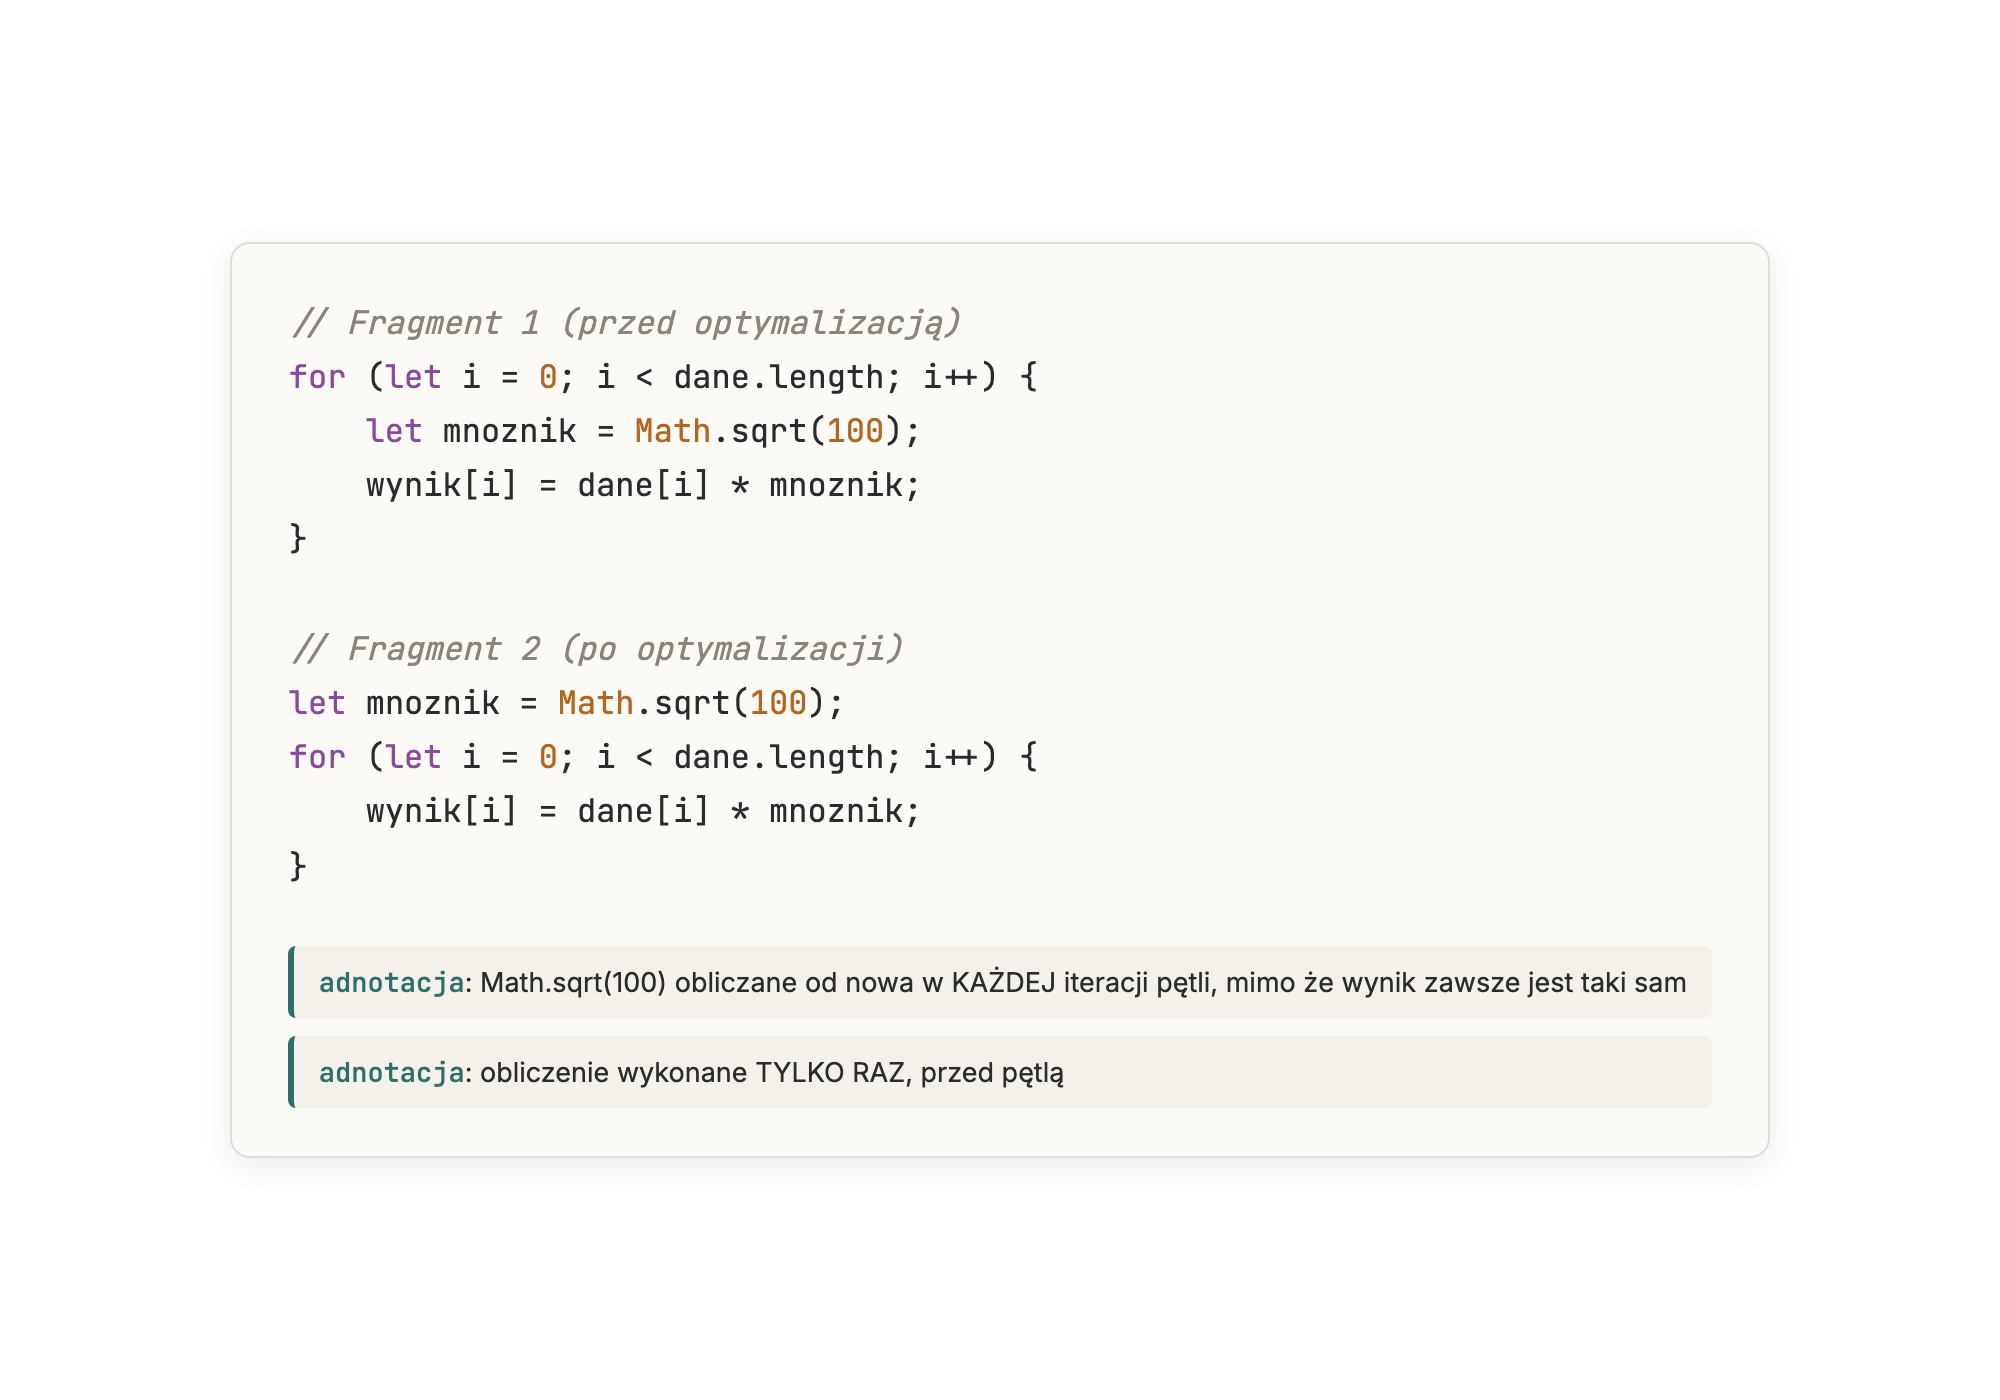 // Fragment 1 (przed optymalizacją)
for (let i = 0; i < dane.length; i++) {
    let mnoznik = Math.sqrt(100);
    wynik[i] = dane[i] * mnoznik;
}

// Fragment 2 (po optymalizacji)
let mnoznik = Math.sqrt(100);
for (let i = 0; i < dane.length; i++) {
    wynik[i] = dane[i] * mnoznik;
}

adnotacja: Math.sqrt(100) obliczane od nowa w KAŻDEJ iteracji pętli, mimo że wynik zawsze jest taki sam
adnotacja: obliczenie wykonane TYLKO RAZ, przed pętlą